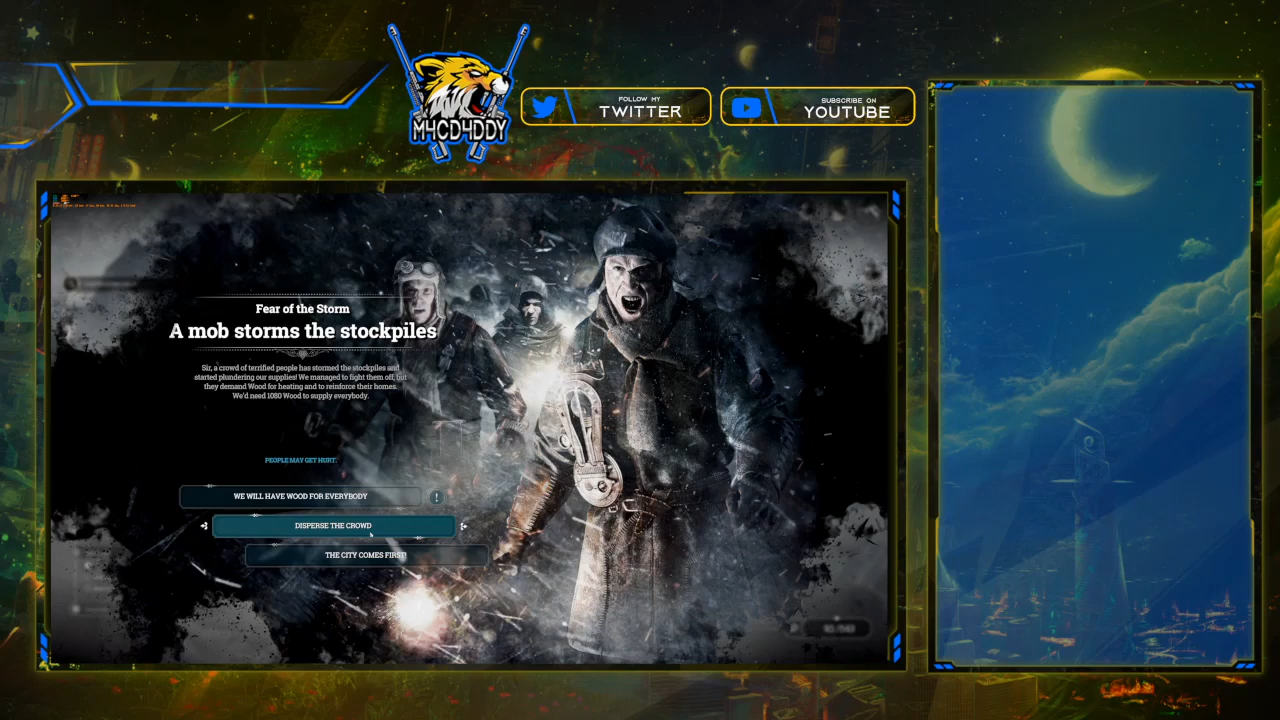 M4CD4DDY
FOLLOW MY
TWITTER
SUBSCRIBE ON
YOUTUBE
Fear of the Storm
A mob storms the stockpiles
Sir, a crowd of terrified people has stormed the stockpiles and
started plundering our supplies! We managed to fight them off, but
they demand Wood for heating and to reinforce their homes.
We'd need 1080 Wood to supply everybody.
PEOPLE MAY GET HURT.
WE WILL HAVE WOOD FOR EVERYBODY
!
DISPERSE THE CROWD
THE CITY COMES FIRST!